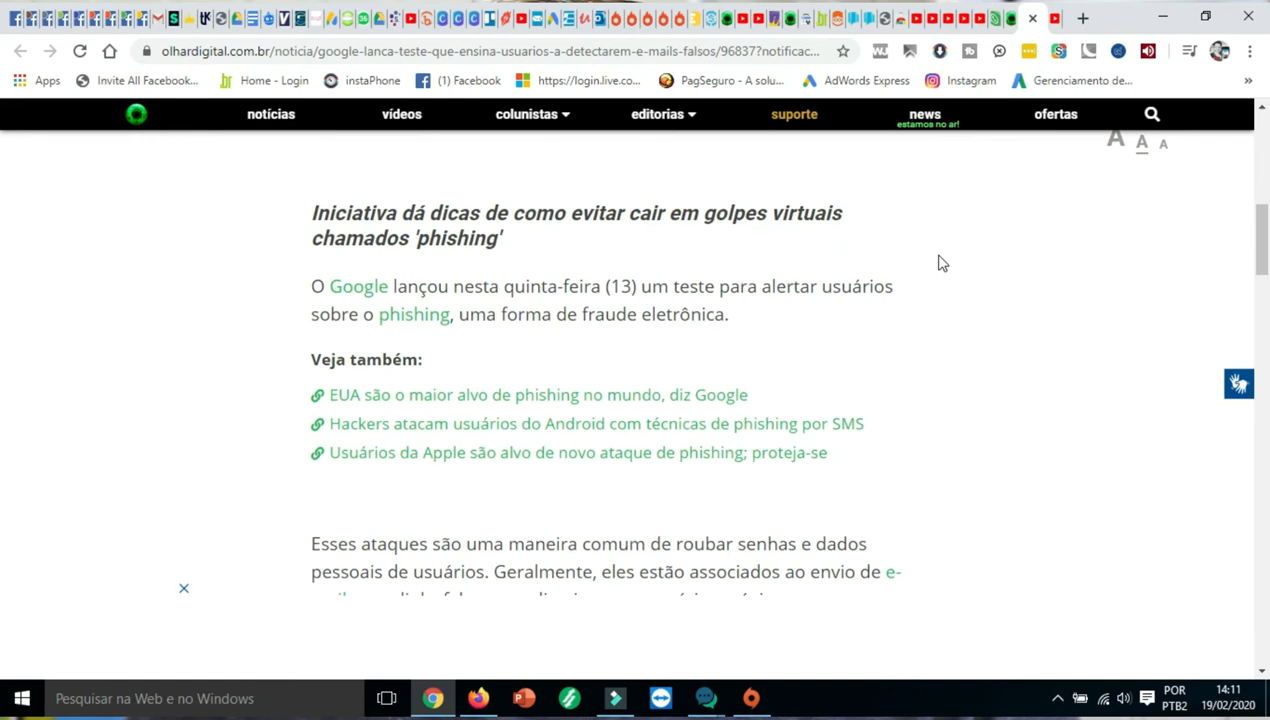 olhardigital.com.br/noticia/google-lanca-teste-que-ensina-usuarios-a-detectarem-e-mails-falsos/96837?notificac...
Apps Invite All Facebook... Home - Login instaPhone (1) Facebook https://login.live.co... PagSeguro - A solu... AdWords Express Instagram Gerenciamento de... »
notícias vídeos colunistas editorias suporte news ofertas
estamos no ar!
A A A
Iniciativa dá dicas de como evitar cair em golpes virtuais
chamados 'phishing'
O Google lançou nesta quinta-feira (13) um teste para alertar usuários
sobre o phishing, uma forma de fraude eletrônica.
Veja também:
EUA são o maior alvo de phishing no mundo, diz Google
Hackers atacam usuários do Android com técnicas de phishing por SMS
Usuários da Apple são alvo de novo ataque de phishing; proteja-se
Esses ataques são uma maneira comum de roubar senhas e dados
pessoais de usuários. Geralmente, eles estão associados ao envio de e-
Pesquisar na Web e no Windows
POR 14:11
PTB2 19/02/2020